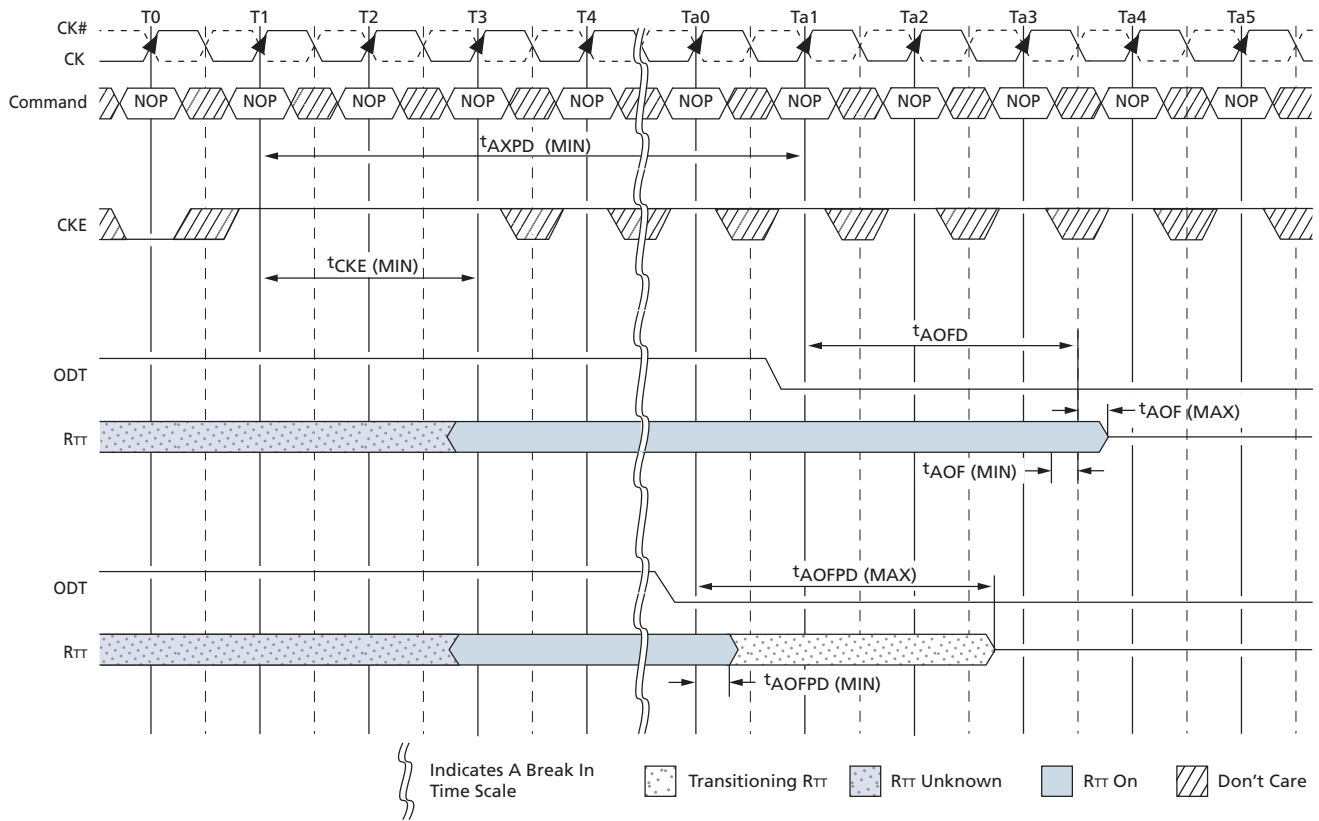 T0 T1 T2 T3 T4 Ta0 Ta1 Ta2 Ta3 Ta4 Ta5
CK#
CK
Command NOP NOP NOP NOP NOP NOP NOP NOP NOP NOP NOP
tAXPD (MIN)
CKE
tCKE (MIN)
tAOFD
ODT
tAOF (MAX)
RTT
tAOF (MIN)
tAOFPD (MAX)
ODT
RTT
tAOFPD (MIN)
Indicates A Break In
Time Scale
Transitioning RTT
RTT Unknown
RTT On
Don't Care